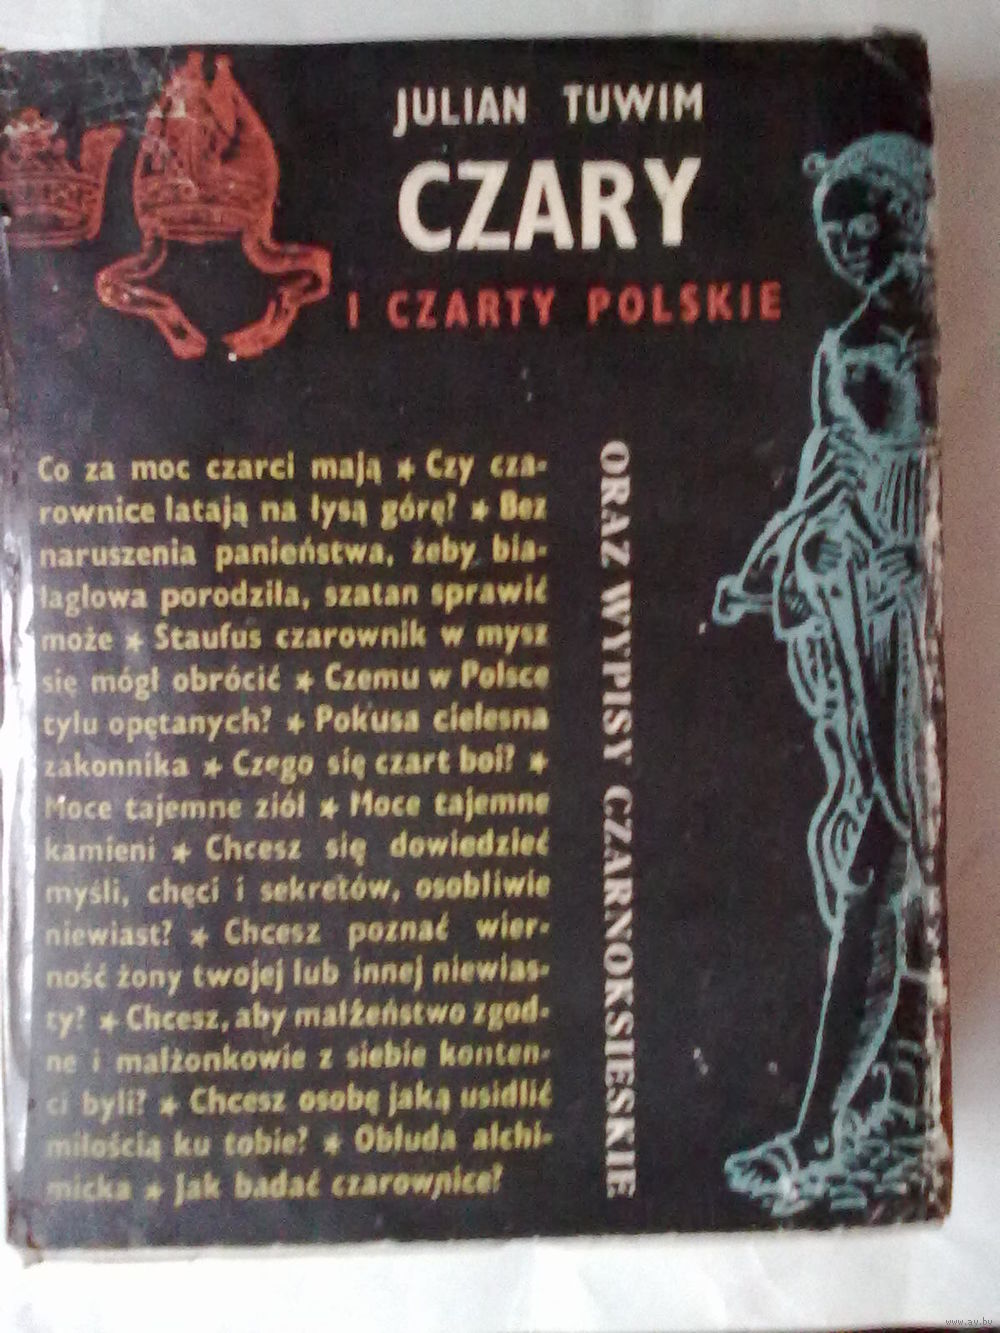 JULIAN TUWIM
CZARY
I CZARTY POLSKIE
Co za moc czarci mają * Czy cza-
rownice latają na łysą górę? * Bez
naruszenia panieństwa, żeby bia-
łagłowa porodziła, szatan sprawić
może * Staufus czarownik w mysz
się mógł obrócić * Czemu w Polsce
tylu opętanych? * Pokusa cielesna
zakonnika * Czego się czart boi? *
Moce tajemne ziół * Moce tajemne
kamieni * Chcesz się dowiedzieć
myśli, chęci i sekretów, osobliwie
niewiast? * Chcesz poznać wier-
ność żony twojej lub innej niewias-
ty? * Chcesz, aby małżeństwo zgod-
ne i małżonkowie z siebie konten-
ci byli? * Chcesz osobę jaką usidlić
miłością ku tobie? * Obłuda alchi-
micka * Jak badać czarownice?
ORAZ WYPISY CZARNOKSIĘSKIE
www.ay.by